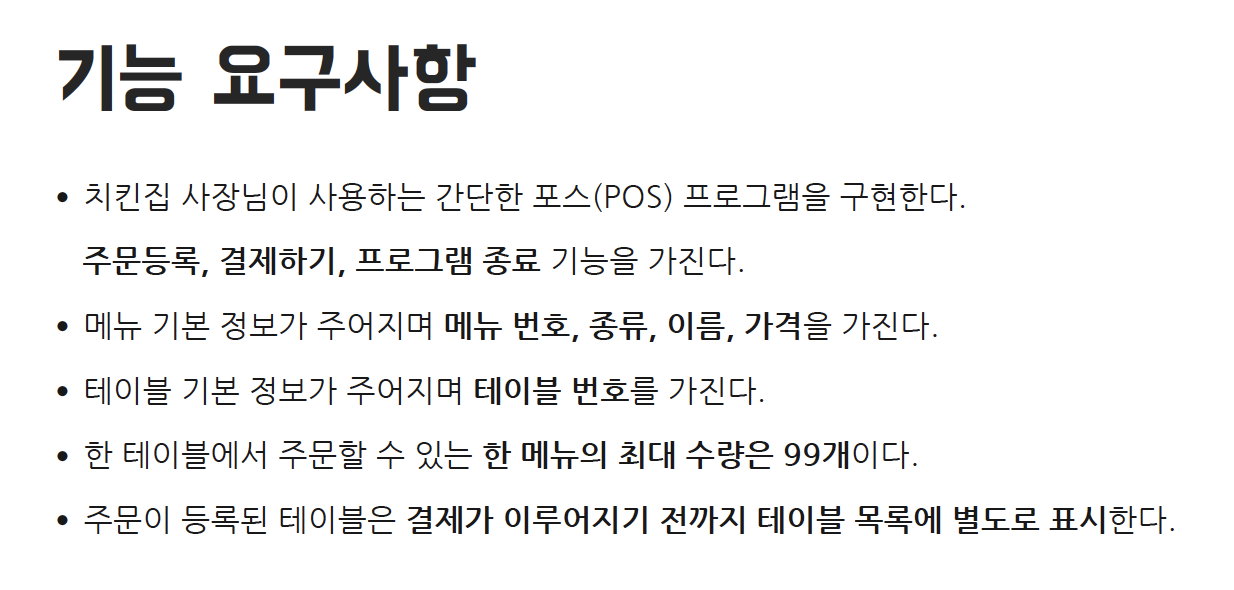 기능 요구사항
• 치킨집 사장님이 사용하는 간단한 포스(POS) 프로그램을 구현한다.
주문등록, 결제하기, 프로그램 종료 기능을 가진다.
• 메뉴 기본 정보가 주어지며 메뉴 번호, 종류, 이름, 가격을 가진다.
• 테이블 기본 정보가 주어지며 테이블 번호를 가진다.
• 한 테이블에서 주문할 수 있는 한 메뉴의 최대 수량은 99개이다.
• 주문이 등록된 테이블은 결제가 이루어지기 전까지 테이블 목록에 별도로 표시한다.